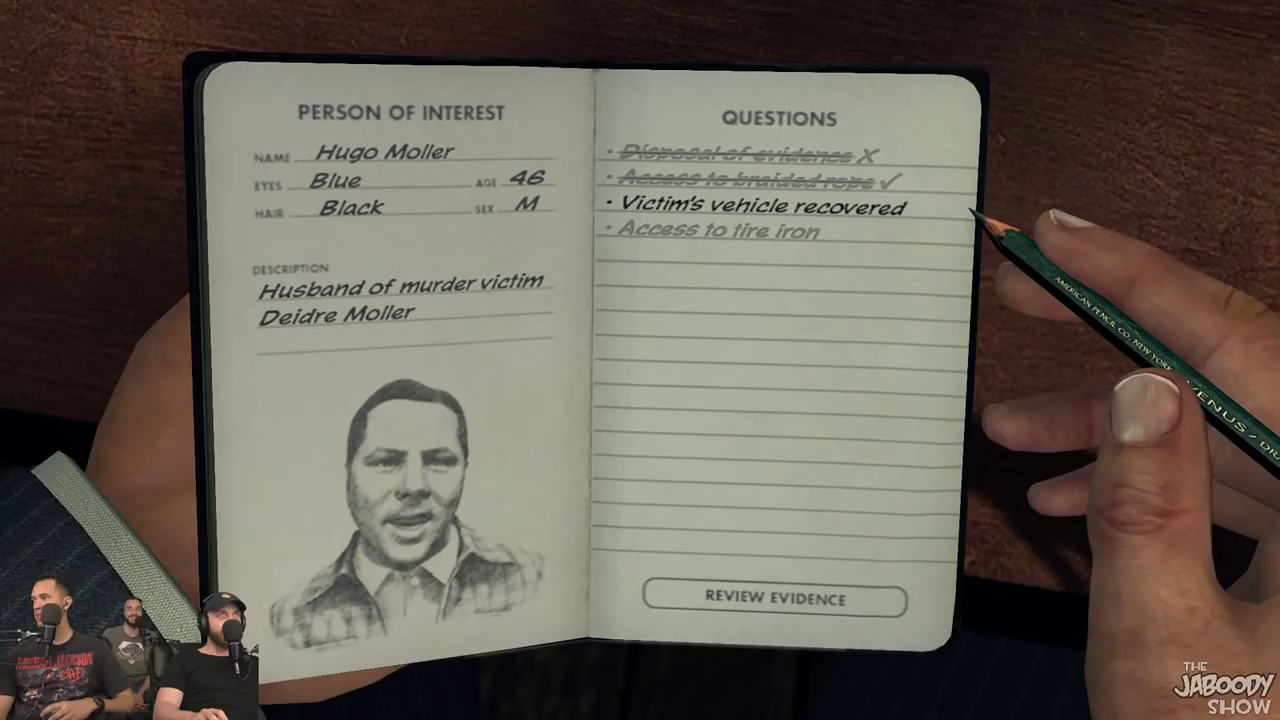 PERSON OF INTEREST
NAME Hugo Moller
EYES Blue AGE 46
HAIR Black SEX M
DESCRIPTION
Husband of murder victim
Deidre Moller
QUESTIONS
• Disposal of evidence X
• Access to braided rope ✓
• Victim's vehicle recovered
• Access to tire iron
REVIEW EVIDENCE
AMERICAN PENCIL CO. NEW YORK
VENUS / DRA
THE
JABOODY
SHOW